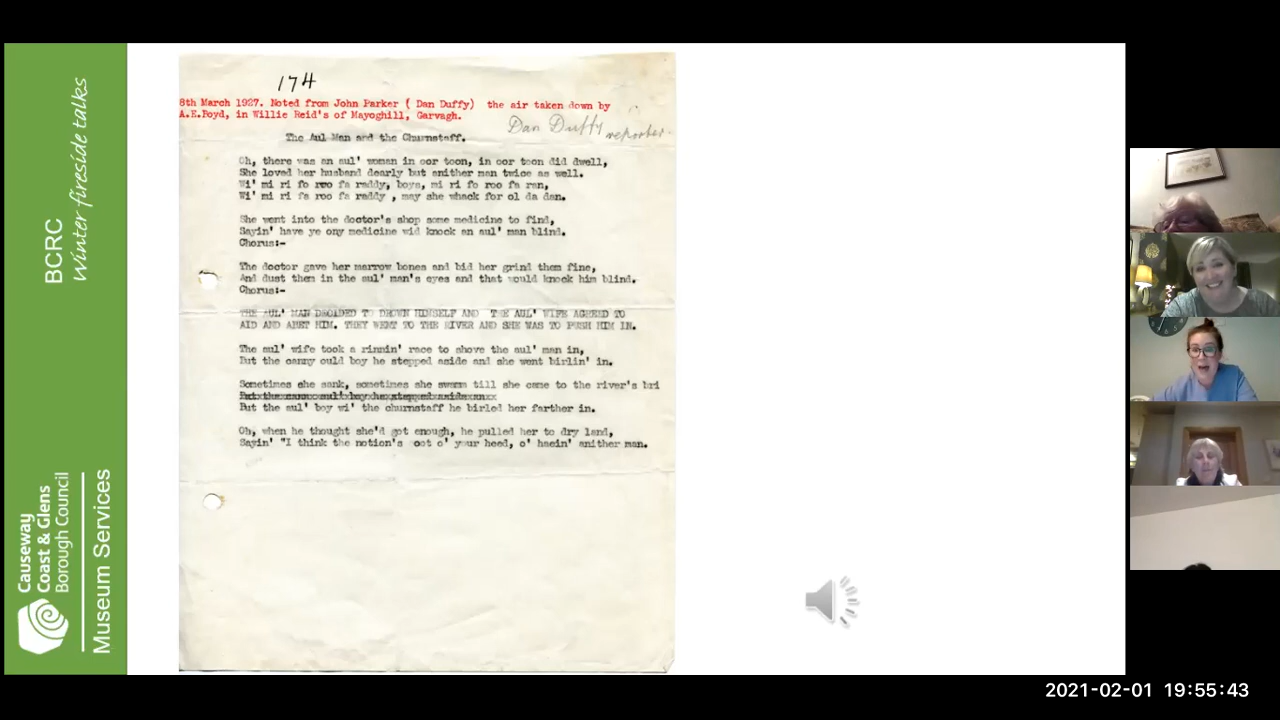 BCRC
Winter fireside talks
Causeway
Coast & Glens
Borough Council
Museum Services
174
8th March 1927. Noted from John Parker ( Dan Duffy) the air taken down by
A.E.Boyd, in Willie Reid's of Mayoghill, Garvagh.
Dan Duffy reporter.
The Aul Man and the Churnstaff.
Oh, there was an aul' woman in oor toon, in oor toon did dwell,
She loved her husband dearly but anither man twice as well.
Wi' mi ri fo roo fa raddy, boys, mi ri fo roo fa ran,
Wi' mi ri fa roo fa raddy , may she whack for ol da dan.
She went into the doctor's shop some medicine to find,
Sayin' have ye ony medicine wid knock an aul' man blind.
Chorus:-
The doctor gave her marrow bones and bid her grind them fine,
And dust them in the aul' man's eyes and that would knock him blind.
Chorus:-
THE AUL' MAN DECIDED TO DROWN HIMSELF AND THE AUL' WIFE AGREED TO
AID AND ABET HIM. THEY WENT TO THE RIVER AND SHE WAS TO PUSH HIM IN.
The aul' wife took a rinnin' race to shove the aul' man in,
But the canny ould boy he stepped aside and she went birlin' in.
Sometimes she sank, sometimes she swam till she came to the river's bri
But the aul' boy wi' the churnstaff he birled her farther in.
Oh, when he thought she'd got enough, he pulled her to dry land,
Sayin' "I think the notion's oot o' your heed, o' haein' anither man.
2021-02-01 19:55:43